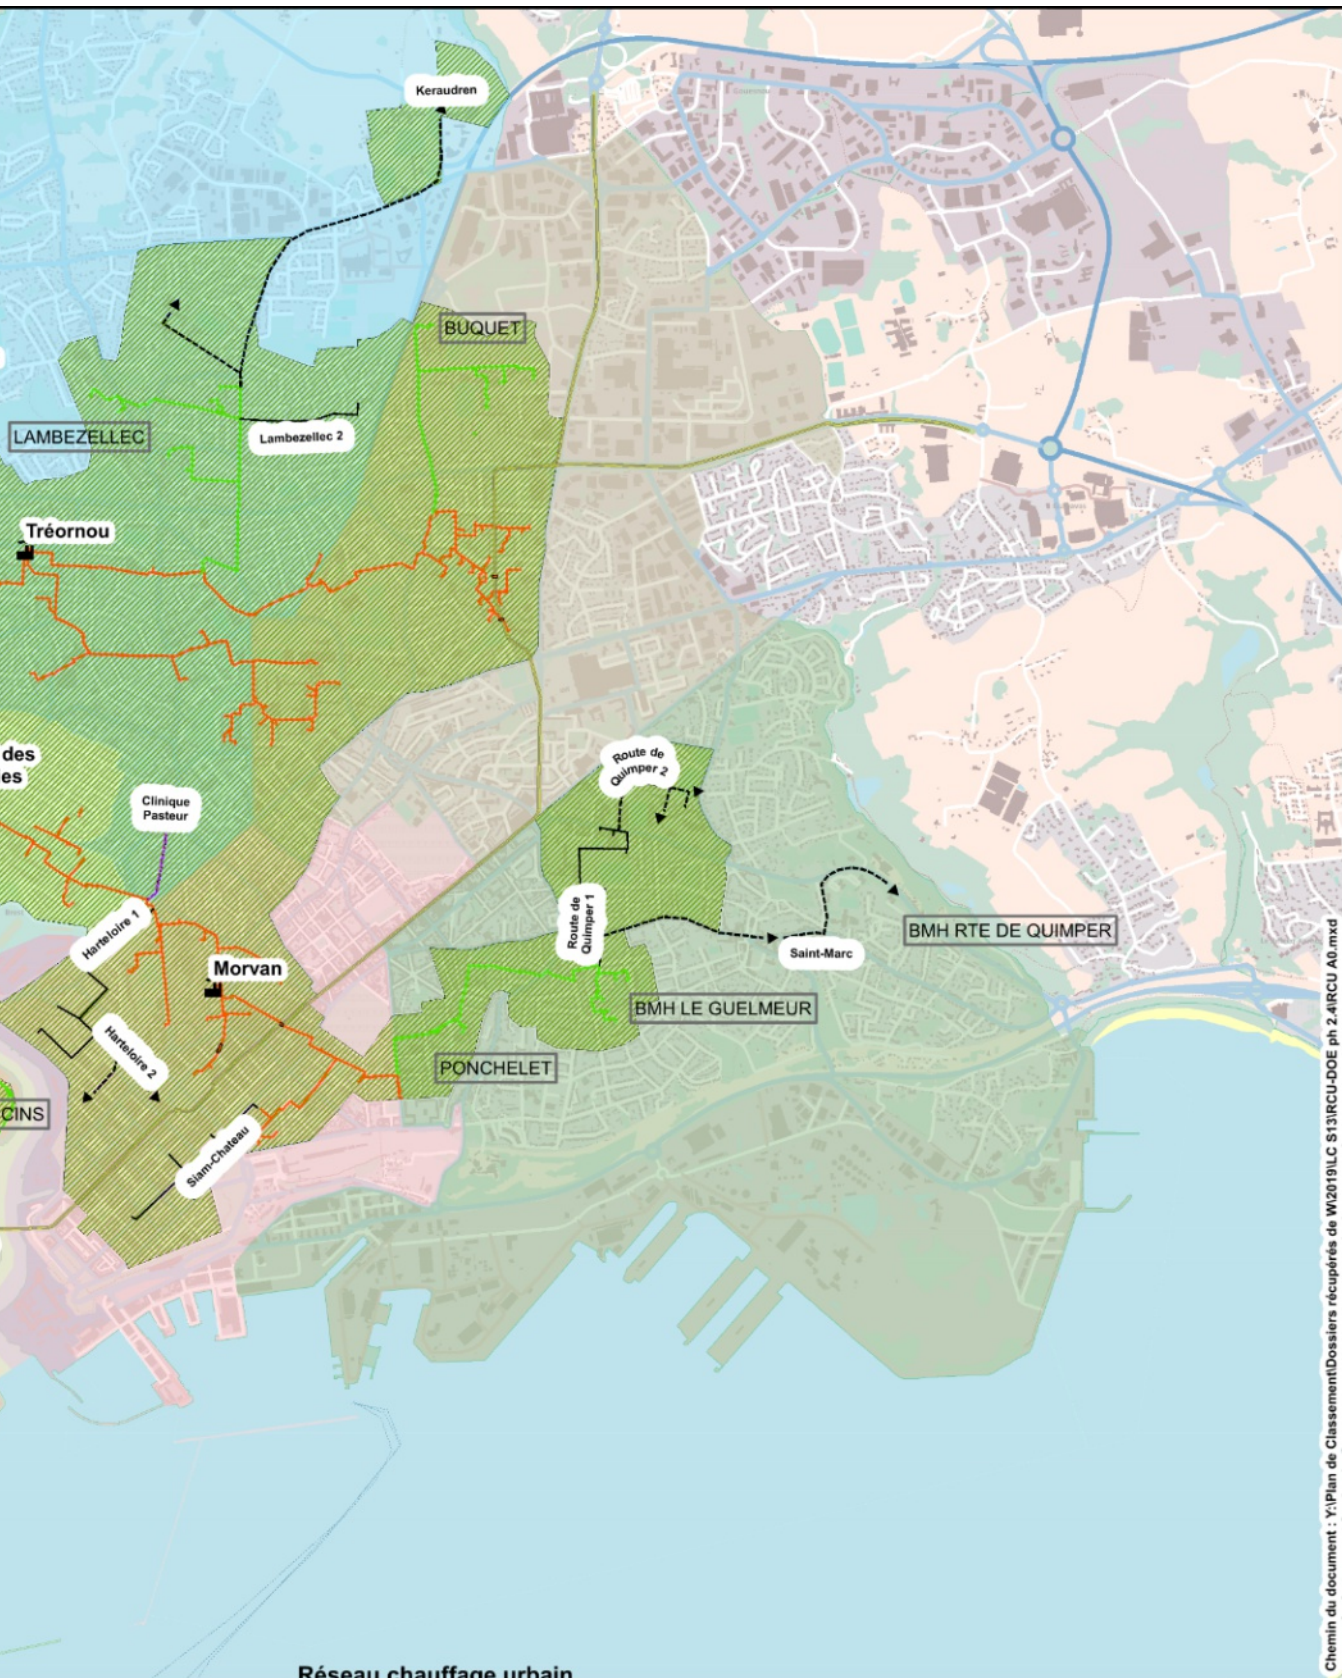 Keraudren
BUQUET
LAMBEZELLEC
Lambezellec 2
Tréornou
des
es
Clinique
Pasteur
Route de
Quimper 2
Route de
Quimper 1
Harteloire 1
Morvan
Saint-Marc
BMH RTE DE QUIMPER
BMH LE GUELMEUR
Harteloire 2
PONCHELET
CINS
Siam-Chateau
Chemin du document : Y:\Plan de Classement\Dossiers récupérés de W\2019\LC S13\RCU-DOE ph 2.4\RCU A0.mxd
Réseau chauffage urbain